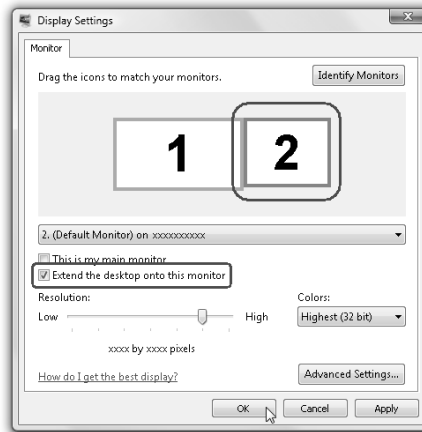 Display Settings
Monitor
Drag the icons to match your monitors.
Identify Monitors
1
2
2. (Default Monitor) on xxxxxxxxxx
This is my main monitor
Extend the desktop onto this monitor
Resolution:
Colors:
Low
High
Highest (32 bit)
xxxx by xxxx pixels
How do I get the best display?
Advanced Settings...
OK
Cancel
Apply